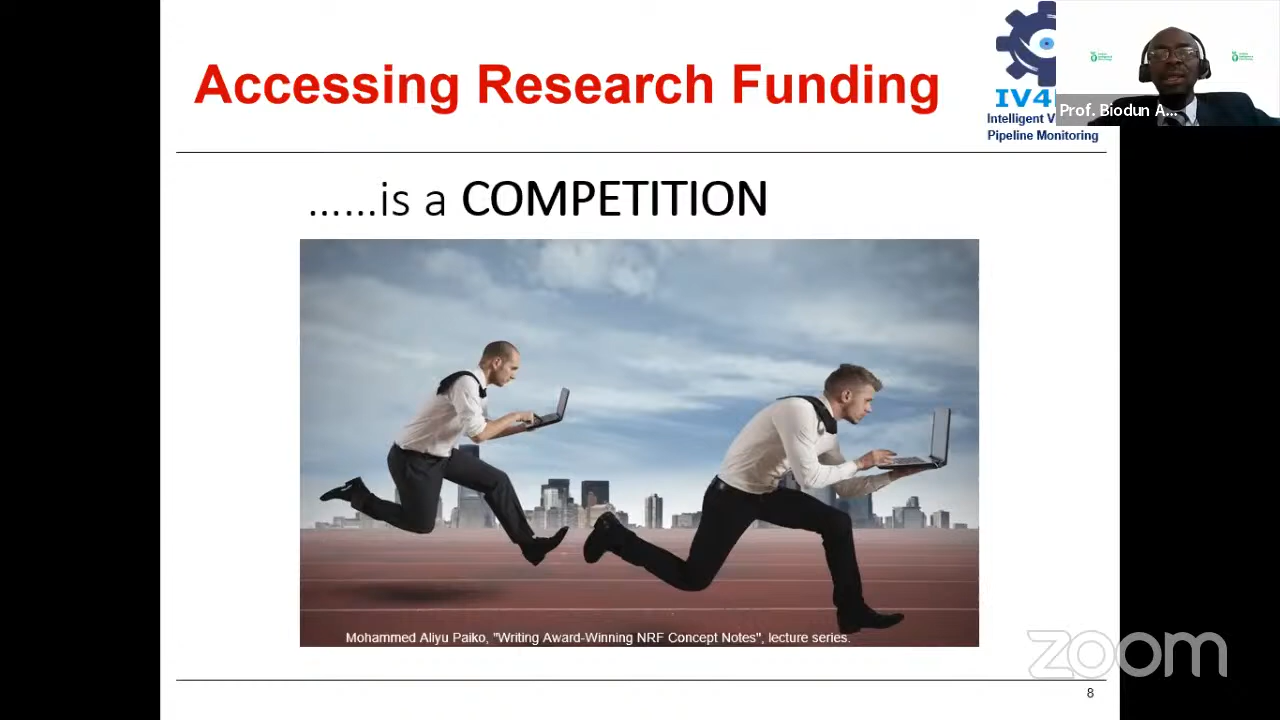 Accessing Research Funding
IV4
Intelligent V
Pipeline Monitoring
Prof. Biodun A...
......is a COMPETITION
Mohammed Aliyu Paiko, "Writing Award-Winning NRF Concept Notes", lecture series.
zoom
8